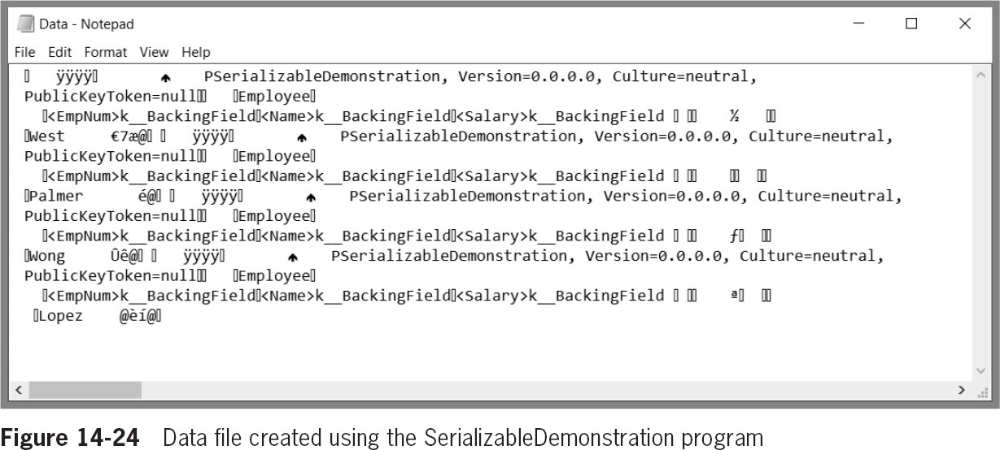 Data - Notepad
File Edit Format View Help
▯ ÿÿÿÿ▯ ♠ PSerializableDemonstration, Version=0.0.0.0, Culture=neutral,
PublicKeyToken=null▯▯ ▯Employee▯
▯<EmpNum>k__BackingField▯<Name>k__BackingField▯<Salary>k__BackingField ▯ ▯▯ ½ ▯▯
▯West €7æ@▯ ▯ ÿÿÿÿ▯ ♠ PSerializableDemonstration, Version=0.0.0.0, Culture=neutral,
PublicKeyToken=null▯▯ ▯Employee▯
▯<EmpNum>k__BackingField▯<Name>k__BackingField▯<Salary>k__BackingField ▯ ▯▯ ▯▯ ▯▯
▯Palmer é@▯ ▯ ÿÿÿÿ▯ ♠ PSerializableDemonstration, Version=0.0.0.0, Culture=neutral,
PublicKeyToken=null▯▯ ▯Employee▯
▯<EmpNum>k__BackingField▯<Name>k__BackingField▯<Salary>k__BackingField ▯ ▯▯ ƒ▯ ▯▯
▯Wong Ûê@▯ ▯ ÿÿÿÿ▯ ♠ PSerializableDemonstration, Version=0.0.0.0, Culture=neutral,
PublicKeyToken=null▯▯ ▯Employee▯
▯<EmpNum>k__BackingField▯<Name>k__BackingField▯<Salary>k__BackingField ▯ ▯▯ ª▯ ▯▯
▯Lopez @èí@▯
Figure 14-24 Data file created using the SerializableDemonstration program